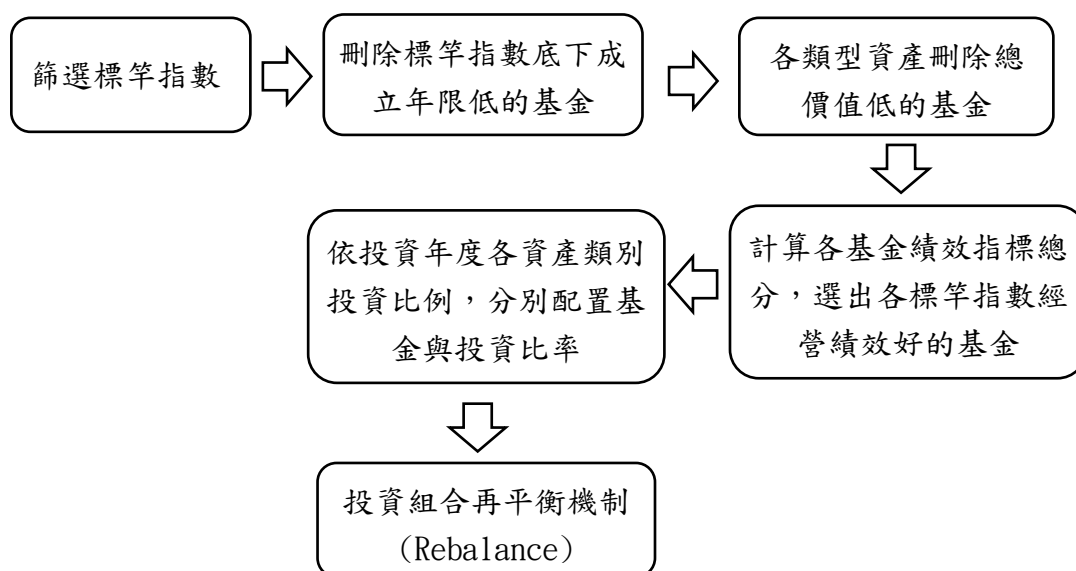 篩選標竿指數
刪除標竿指數底下成
立年限低的基金
各類型資產刪除總
價值低的基金
計算各基金績效指標總
分，選出各標竿指數經
營績效好的基金
依投資年度各資產類別
投資比例，分別配置基
金與投資比率
投資組合再平衡機制
(Rebalance)